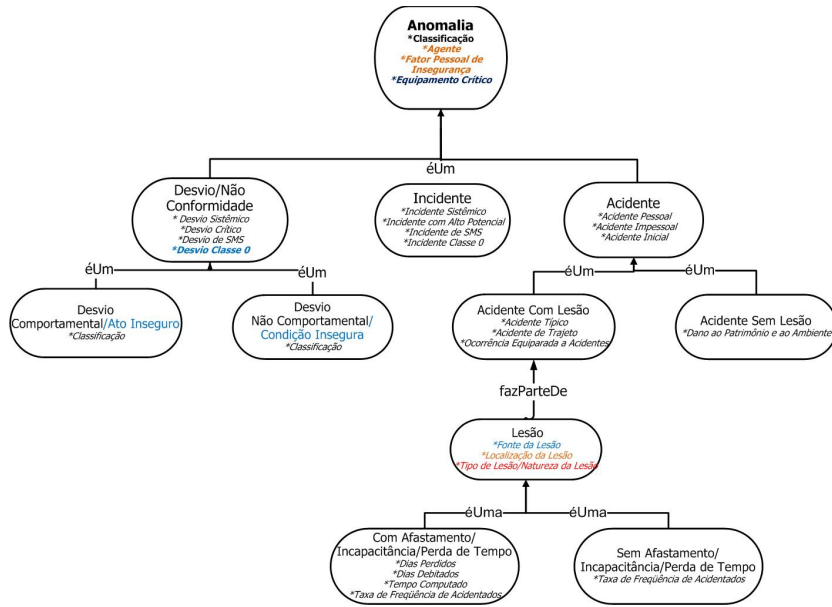 Anomalia
*Classificação
*Agente
*Fator Pessoal de
Insegurança
*Equipamento Crítico
éUm
Desvio/Não
Conformidade
* Desvio Sistêmico
*Desvio Crítico
*Desvio de SMS
*Desvio Classe 0
Incidente
*Incidente Sistêmico
*Incidente com Alto Potencial
*Incidente de SMS
*Incidente Classe 0
Acidente
*Acidente Pessoal
*Acidente Impessoal
*Acidente Inicial
éUm
éUm
éUm
éUm
Desvio
Comportamental/Ato Inseguro
*Classificação
Desvio
Não Comportamental/
Condição Insegura
*Classificação
Acidente Com Lesão
*Acidente Típico
*Acidente de Trajeto
*Ocorrência Equiparada a Acidentes
Acidente Sem Lesão
*Dano ao Patrimônio e ao Ambiente
fazParteDe
Lesão
*Fonte da Lesão
*Localização da Lesão
*Tipo de Lesão/Natureza da Lesão
éUma
éUma
Com Afastamento/
Incapacitância/Perda de Tempo
*Dias Perdidos
*Dias Debitados
*Tempo Computado
*Taxa de Freqüência de Acidentados
Sem Afastamento/
Incapacitância/Perda de Tempo
*Taxa de Freqüência de Acidentados